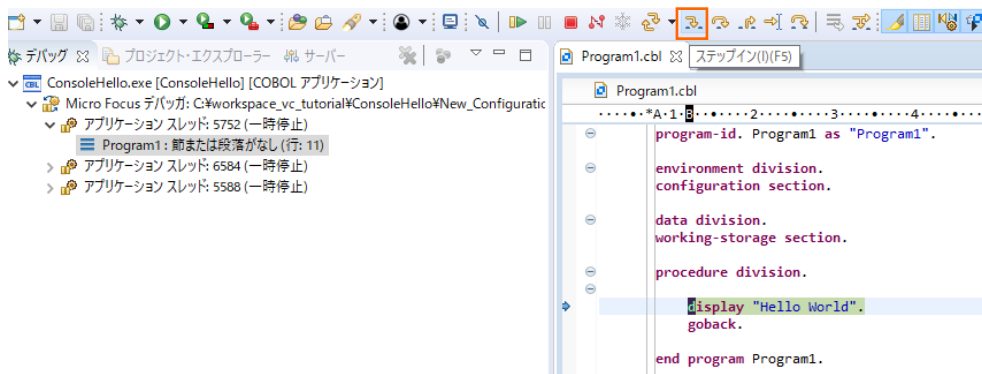 デバッグ プロジェクト・エクスプローラー サーバー
ConsoleHello.exe [ConsoleHello] [COBOL アプリケーション]
Micro Focus デバッガ: C:¥workspace_vc_tutorial¥ConsoleHello¥New_Configuratic
アプリケーション スレッド: 5752 (一時停止)
Program1 : 節または段落がなし (行: 11)
アプリケーション スレッド: 6584 (一時停止)
アプリケーション スレッド: 5588 (一時停止)
Program1.cbl ステップイン(I)(F5)
Program1.cbl
*A·1·B··•····2····•····3····•····4····•···
program-id. Program1 as "Program1".
environment division.
configuration section.
data division.
working-storage section.
procedure division.
display "Hello World".
goback.
end program Program1.